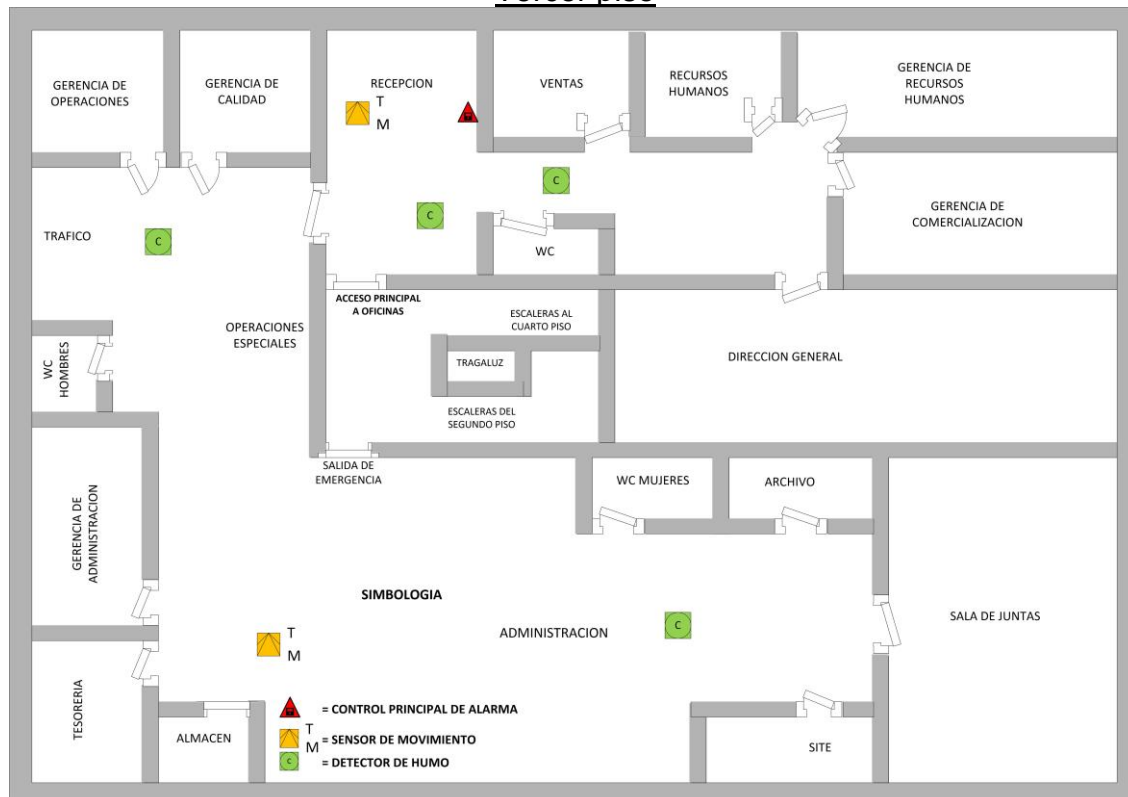 Tercer piso
GERENCIA DE
OPERACIONES
GERENCIA DE
CALIDAD
RECEPCION
T
M
VENTAS
RECURSOS
HUMANOS
GERENCIA DE
RECURSOS
HUMANOS
TRAFICO
C
C
C
WC
GERENCIA DE
COMERCIALIZACION
ACCESO PRINCIPAL
A OFICINAS
ESCALERAS AL
CUARTO PISO
OPERACIONES
ESPECIALES
WC
HOMBRES
TRAGALUZ
DIRECCION GENERAL
ESCALERAS DEL
SEGUNDO PISO
SALIDA DE
EMERGENCIA
WC MUJERES
ARCHIVO
GERENCIA DE
ADMINISTRACION
SIMBOLOGIA
T
M
ADMINISTRACION
C
SALA DE JUNTAS
TESORERIA
ALMACEN
= CONTROL PRINCIPAL DE ALARMA
T
M = SENSOR DE MOVIMIENTO
C = DETECTOR DE HUMO
SITE